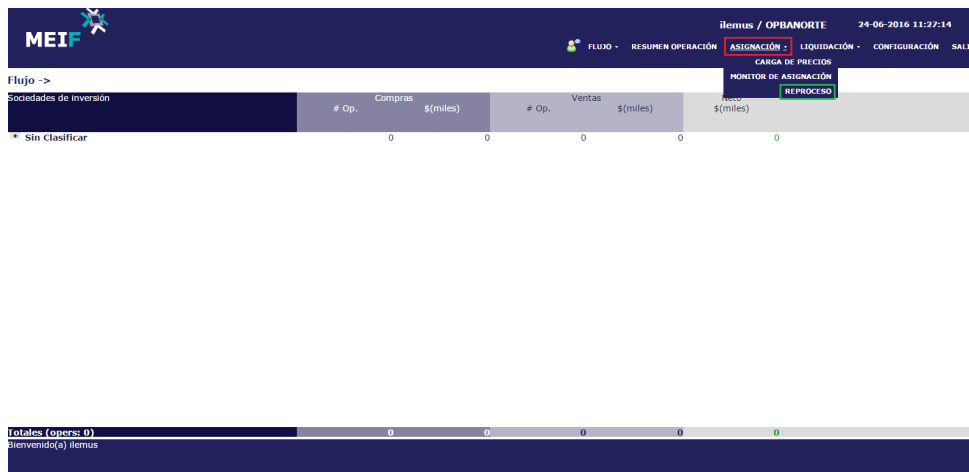 MEIF
ilemus / OPBANORTE 24-06-2016 11:27:14
FLUJO - RESUMEN OPERACIÓN ASIGNACIÓN - LIQUIDACIÓN - CONFIGURACIÓN SALI
CARGA DE PRECIOS
MONITOR DE ASIGNACIÓN
REPROCESO
Flujo ->
Sociedades de inversión Compras Ventas Neto
# Op. $(miles) # Op. $(miles) $(miles)
Sin Clasificar 0 0 0 0 0
Totales (opers: 0) 0 0 0 0 0
Bienvenido(a) ilemus